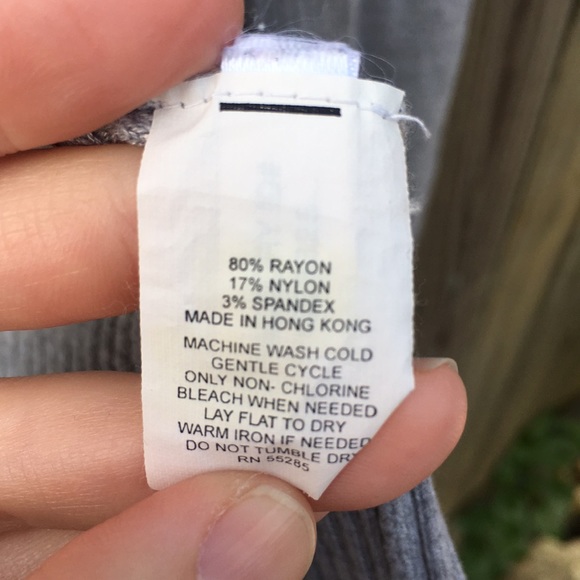 80% RAYON
17% NYLON
3% SPANDEX
MADE IN HONG KONG
MACHINE WASH COLD
GENTLE CYCLE
ONLY NON- CHLORINE
BLEACH WHEN NEEDED
LAY FLAT TO DRY
WARM IRON IF NEEDED
DO NOT TUMBLE DRY
RN 55285